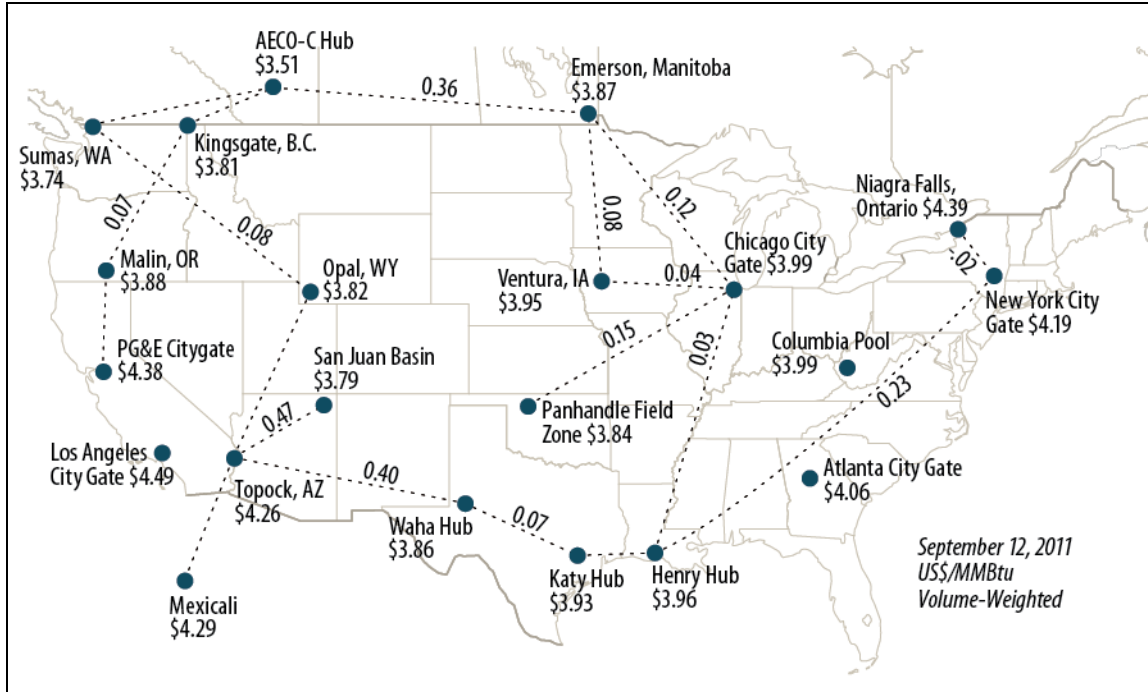 AECO-C Hub
$3.51
Emerson, Manitoba
$3.87
0.36
Sumas, WA
$3.74
Kingsgate, B.C.
$3.81
0.07
0.08
0.08
0.12
Niagra Falls,
Ontario $4.39
-.02
Malin, OR
$3.88
Opal, WY
$3.82
Ventura, IA
$3.95
0.04
Chicago City
Gate $3.99
New York City
Gate $4.19
PG&E Citygate
$4.38
San Juan Basin
$3.79
0.15
0.03
Columbia Pool
$3.99
0.23
0.47
Panhandle Field
Zone $3.84
Los Angeles
City Gate $4.49
Topock, AZ
$4.26
0.40
Waha Hub
$3.86
0.07
Atlanta City Gate
$4.06
Katy Hub
$3.93
Henry Hub
$3.96
Mexicali
$4.29
September 12, 2011
US$/MMBtu
Volume-Weighted